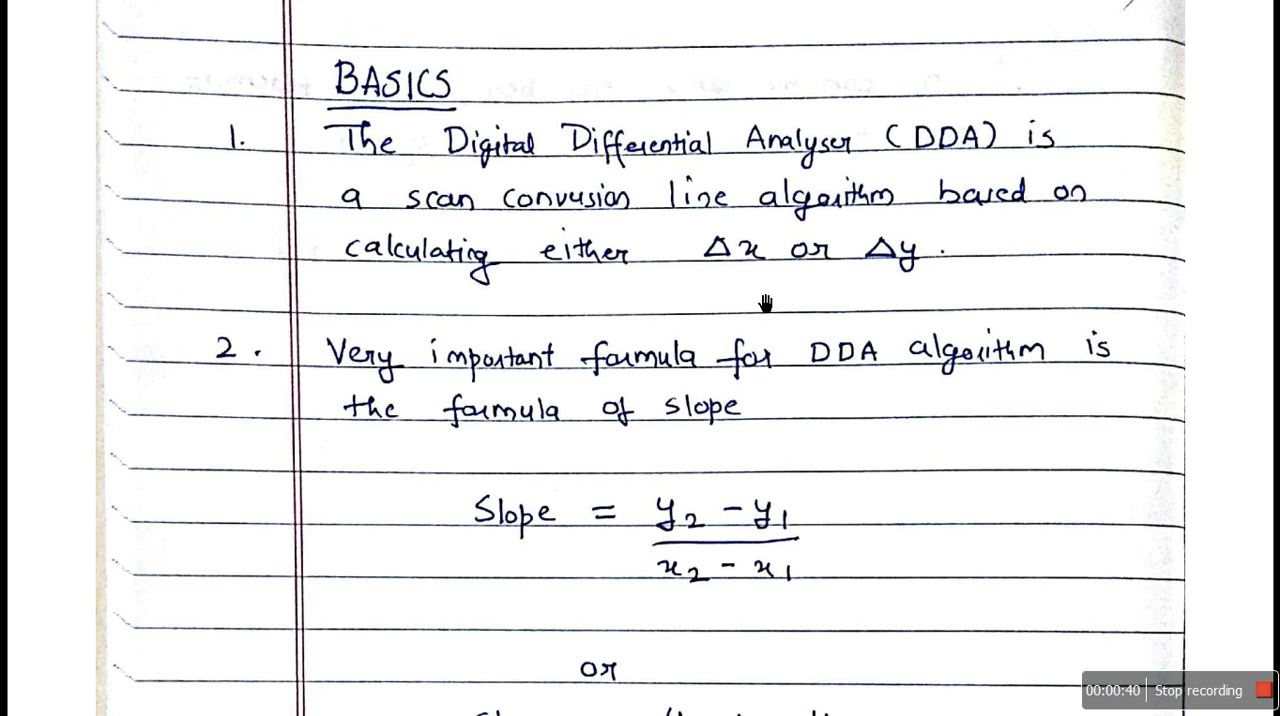 BASICS
1. The Digital Differential Analyser (DDA) is
a scan conversion line algorithm based on
calculating either Δx or Δy.
2. Very important formula for DDA algorithm is
the formula of slope
Slope = y₂ - y₁
x₂ - x₁
or
00:00:40 Stop recording